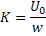 K = U₀/w